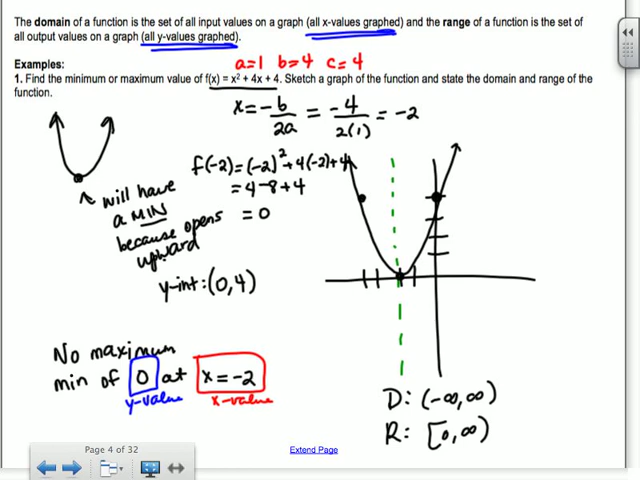 The domain of a function is the set of all input values on a graph (all x-values graphed) and the range of a function is the set
of all output values on a graph (all y-values graphed).
a=1 b=4 c=4
Examples:
1. Find the minimum or maximum value of f(x) = x² + 4x + 4. Sketch a graph of the function and state the domain and range of the
function.
x = -b/2a = -4/2(1) = -2
f(-2) = (-2)² + 4(-2) + 4
= 4 - 8 + 4
= 0
will have
a MIN
because opens
upward
y-int: (0,4)
No maximum
min of 0 at x = -2
y-value x-value
D: (-∞, ∞)
R: [0, ∞)
Page 4 of 32
Extend Page